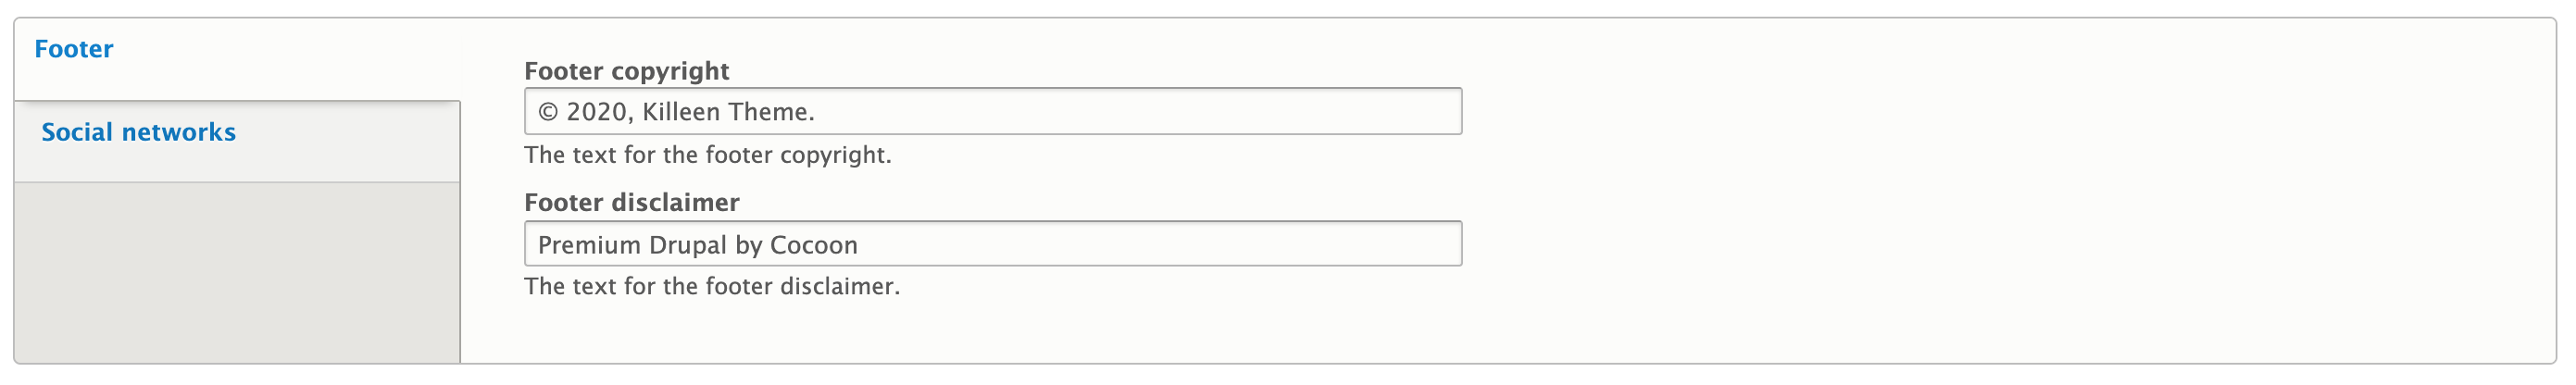 Footer
Social networks
Footer copyright
© 2020, Killeen Theme.
The text for the footer copyright.
Footer disclaimer
Premium Drupal by Cocoon
The text for the footer disclaimer.